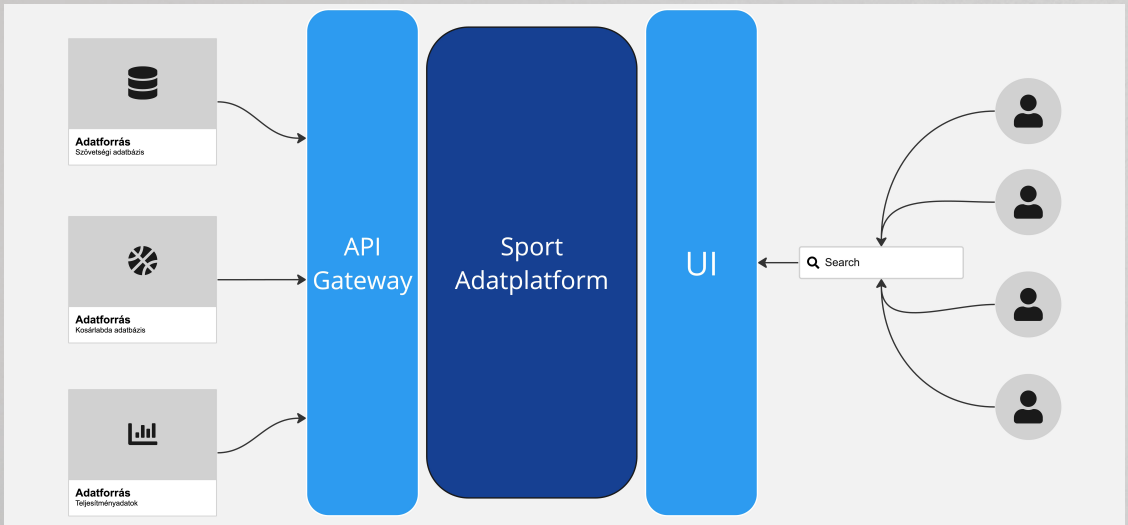 Adatforrás
Szövetségi adatbázis
Adatforrás
Kosárlabda adatbázis
Adatforrás
Teljesítményadatok
API
Gateway
Sport
Adatplatform
UI
Search